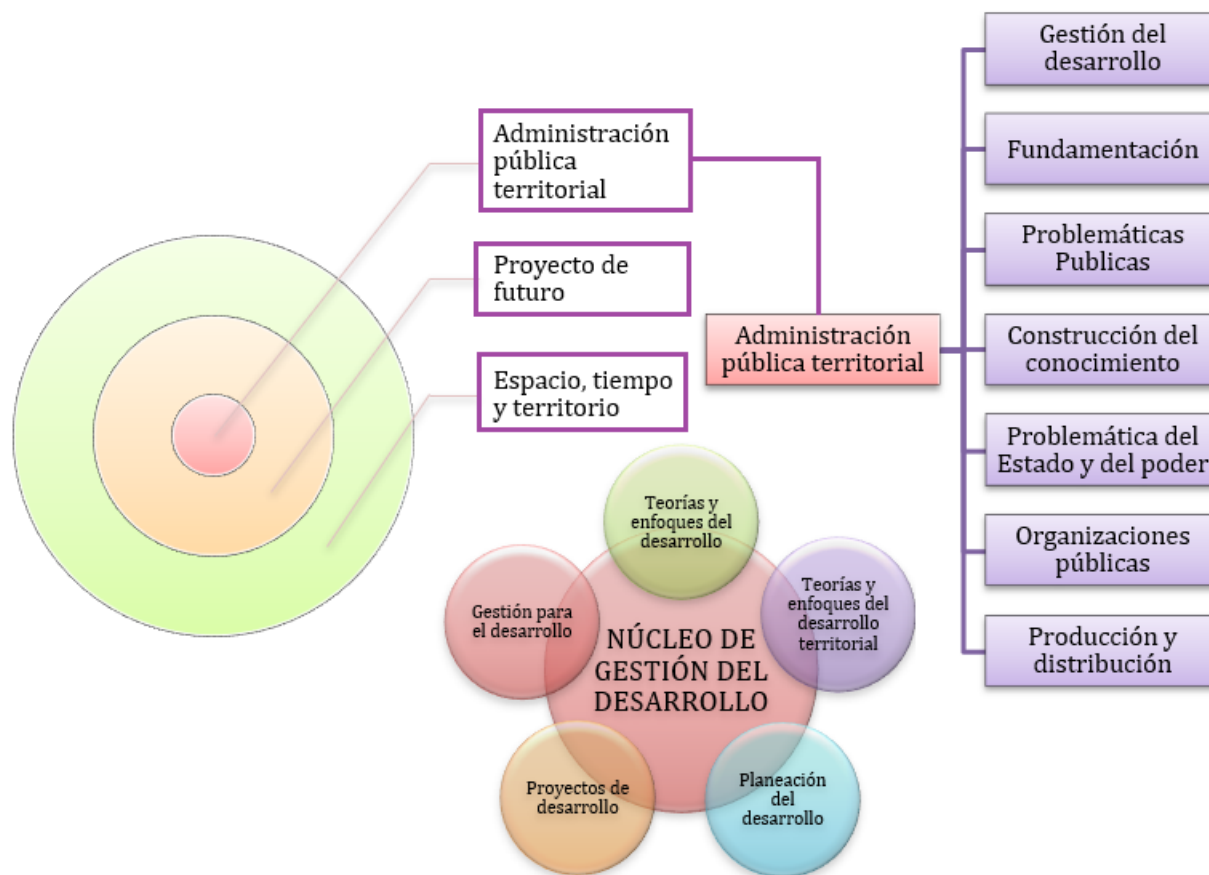 Administración
pública
territorial
Proyecto de
futuro
Espacio, tiempo
y territorio
Administración
pública territorial
Gestión del
desarrollo
Fundamentación
Problemáticas
Publicas
Construcción del
conocimiento
Problemática del
Estado y del poder
Organizaciones
públicas
Producción y
distribución
NÚCLEO DE
GESTIÓN DEL
DESARROLLO
Teorías y
enfoques del
desarrollo
Teorías y
enfoques del
desarrollo
territorial
Planeación
del
desarrollo
Proyectos de
desarrollo
Gestión para
el desarrollo